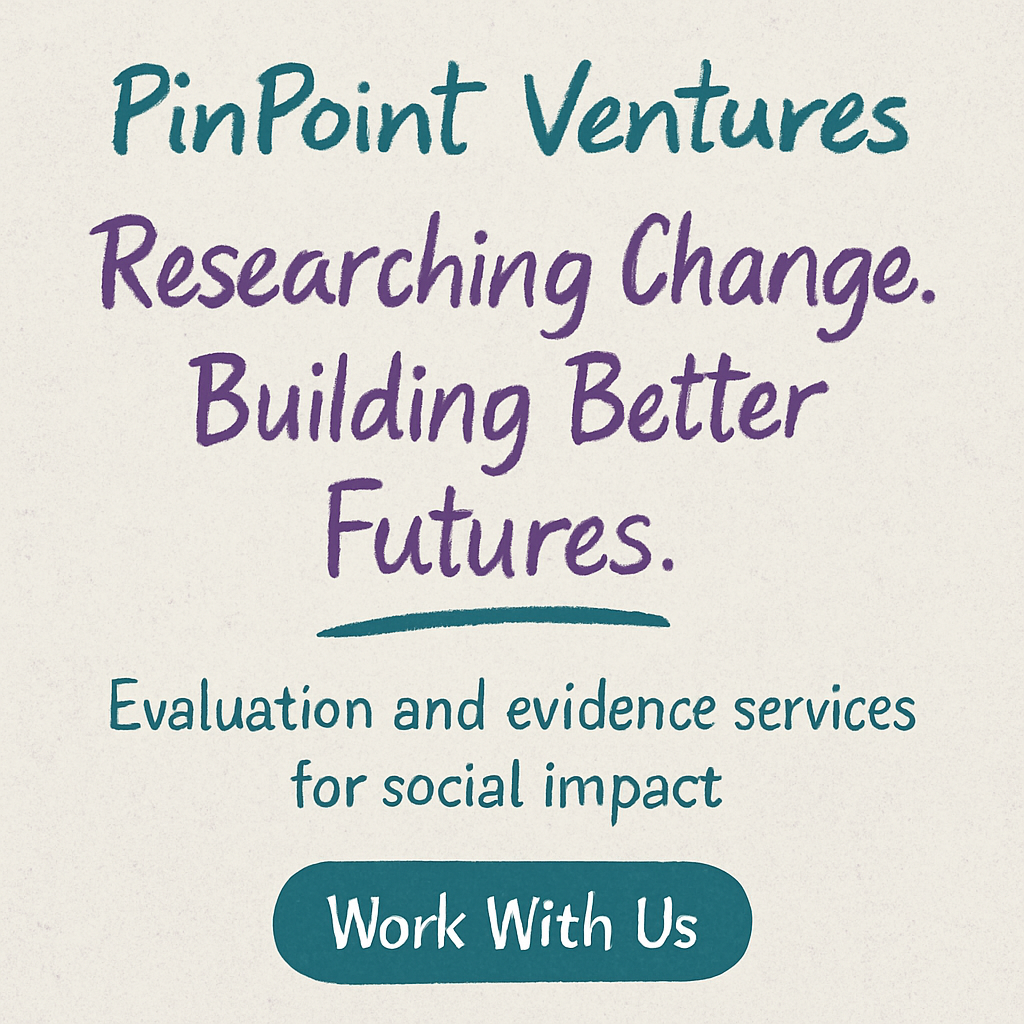 PinPoint Ventures
Researching Change.
Building Better
Futures.
Evaluation and evidence services
for social impact
Work With Us